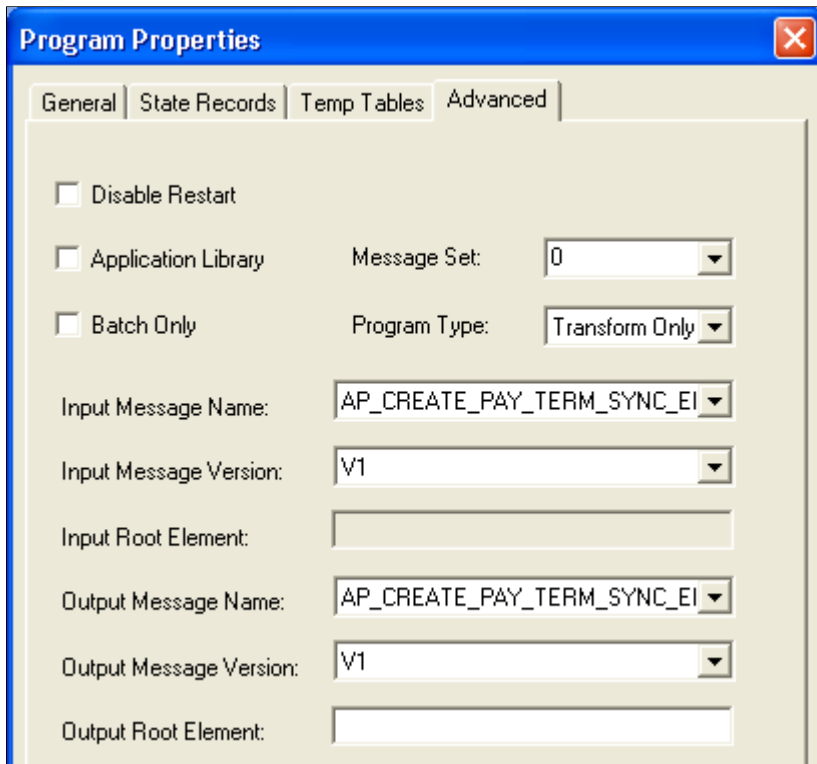 Program Properties
General State Records Temp Tables Advanced
Disable Restart
Application Library Message Set: 0
Batch Only Program Type: Transform Only
Input Message Name: AP_CREATE_PAY_TERM_SYNC_EI
Input Message Version: V1
Input Root Element:
Output Message Name: AP_CREATE_PAY_TERM_SYNC_EI
Output Message Version: V1
Output Root Element: